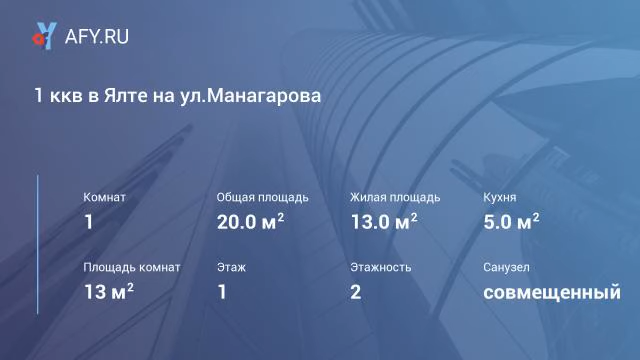 AFY.RU
1 ккв в Ялте на ул.Манагарова
Комнат Общая площадь Жилая площадь Кухня
1 20.0 м² 13.0 м² 5.0 м²
Площадь комнат Этаж Этажность Санузел
13 м² 1 2 совмещенный